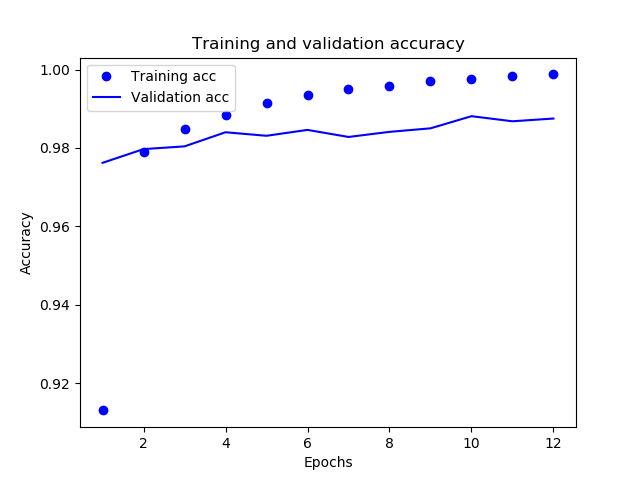 Training and validation accuracy
1.00
0.98
0.96
0.94
0.92
Accuracy
Training acc
Validation acc
2 4 6 8 10 12
Epochs